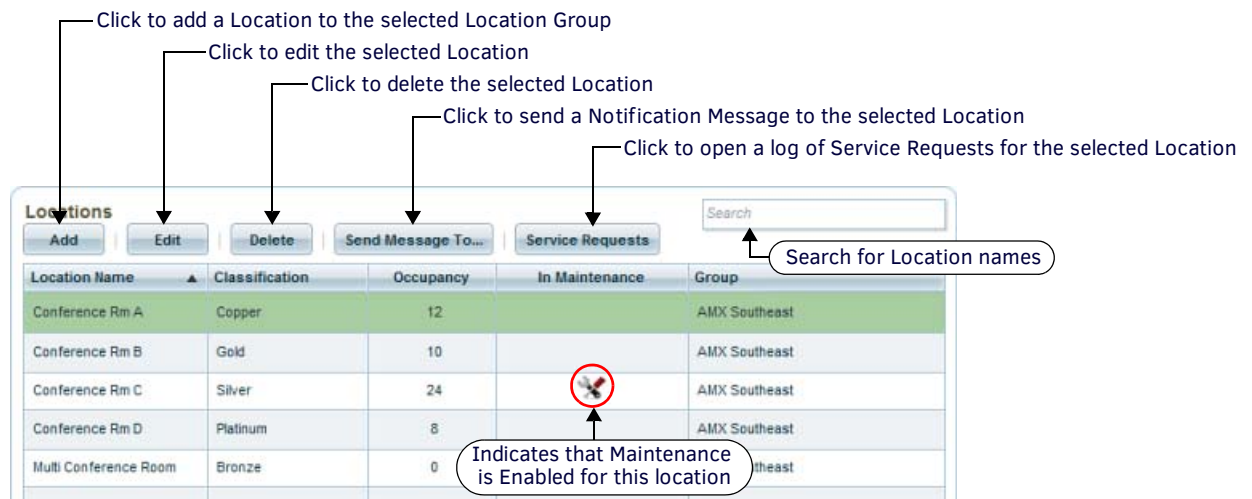 Click to add a Location to the selected Location Group
Click to edit the selected Location
Click to delete the selected Location
Click to send a Notification Message to the selected Location
Click to open a log of Service Requests for the selected Location
Locations
Search
Add Edit Delete Send Message To... Service Requests
Search for Location names
Location Name Classification Occupancy In Maintenance Group
Conference Rm A Copper 12 AMX Southeast
Conference Rm B Gold 10 AMX Southeast
Conference Rm C Silver 24 AMX Southeast
Conference Rm D Platinum 8 AMX Southeast
Multi Conference Room Bronze 0 theast
Indicates that Maintenance
is Enabled for this location